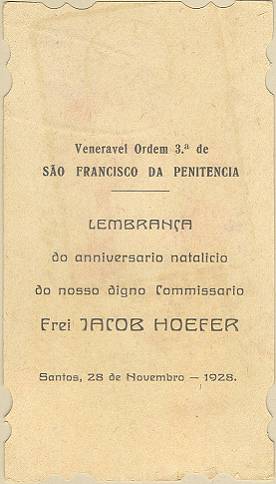 Veneravel Ordem 3.ª de
SÃO FRANCISCO DA PENITENCIA
LEMBRANÇA
do anniversario natalicio
do nosso digno Commissario
Frei JACOB HOEFER
Santos, 28 de Novembro — 1928.